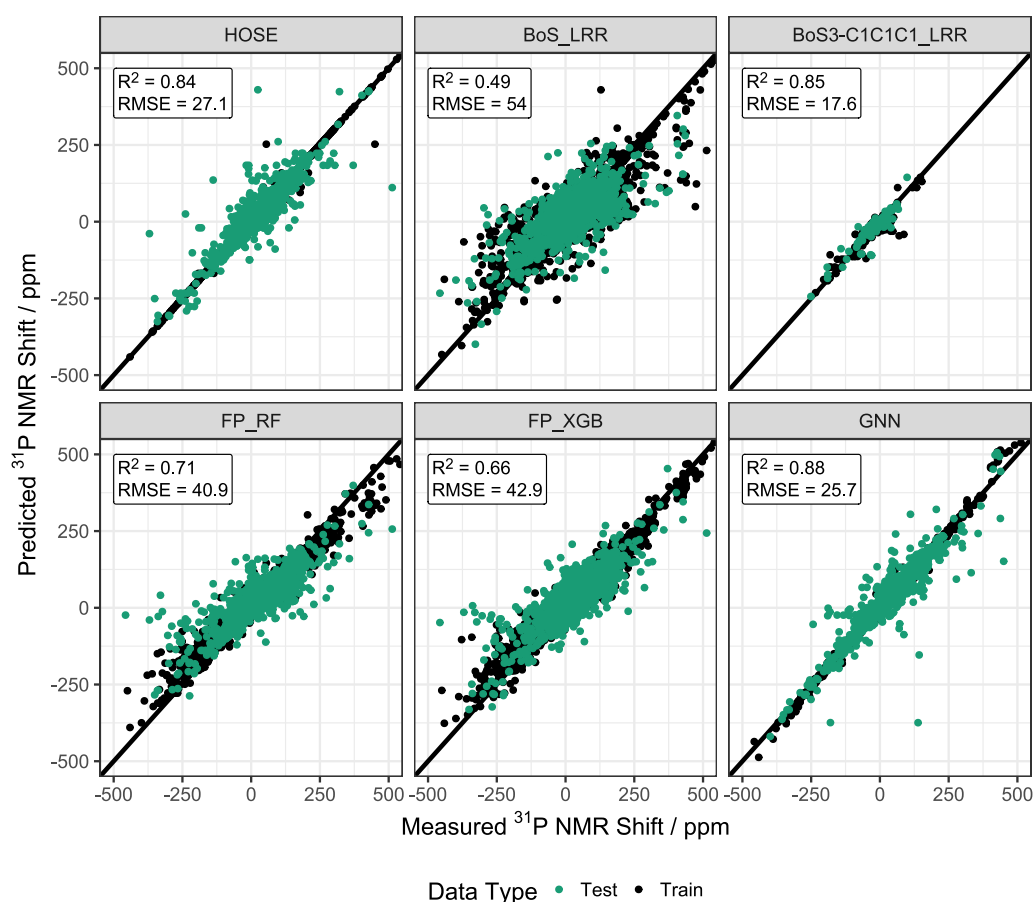 HOSE BoS_LRR BoS3-C1C1C1_LRR
R² = 0.84
RMSE = 27.1
R² = 0.49
RMSE = 54
R² = 0.85
RMSE = 17.6
500
250
0
-250
-500
FP_RF FP_XGB GNN
R² = 0.71
RMSE = 40.9
R² = 0.66
RMSE = 42.9
R² = 0.88
RMSE = 25.7
500
250
0
-250
-500
-500 -250 0 250 500 -500 -250 0 250 500 -500 -250 0 250 500
Predicted ³¹P NMR Shift / ppm
Measured ³¹P NMR Shift / ppm
Data Type Test Train